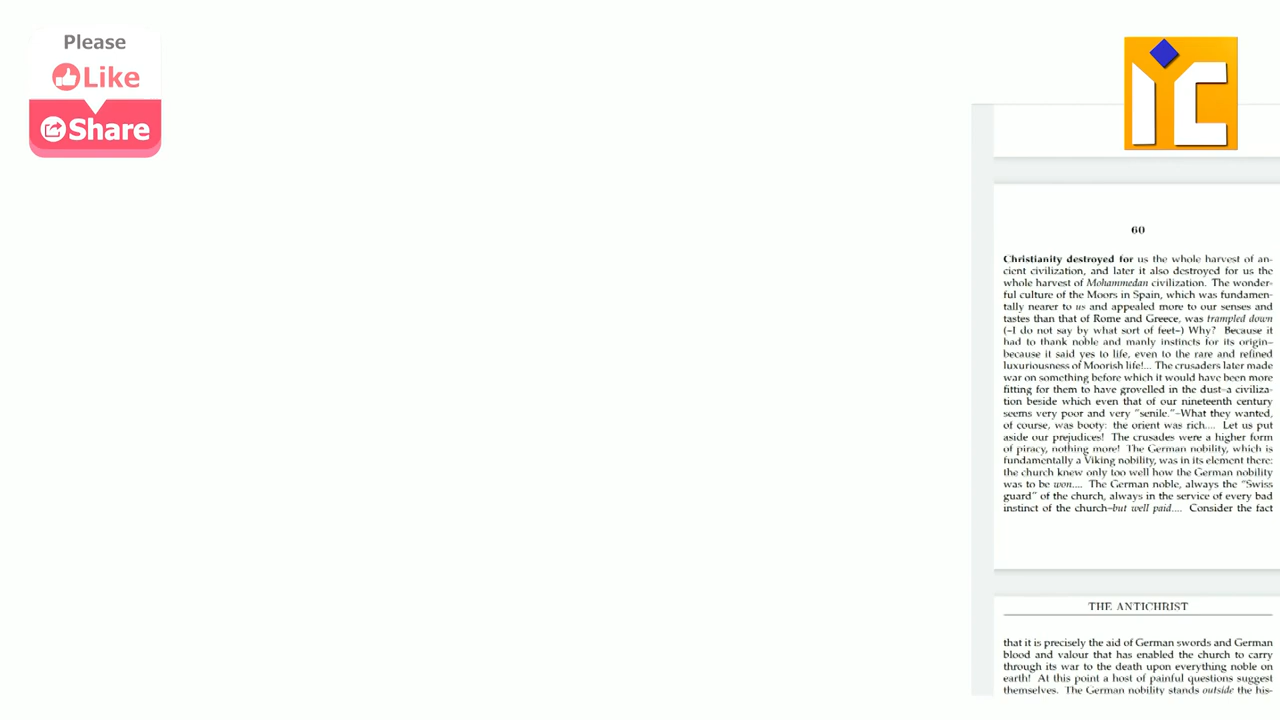 Please
Like
Share
YC
60
Christianity destroyed for us the whole harvest of an-
cient civilization, and later it also destroyed for us the
whole harvest of Mohammedan civilization. The wonder-
ful culture of the Moors in Spain, which was fundamen-
tally nearer to us and appealed more to our senses and
tastes than that of Rome and Greece, was trampled down
(–I do not say by what sort of feet–) Why? Because it
had to thank noble and manly instincts for its origin–
because it said yes to life, even to the rare and refined
luxuriousness of Moorish life!... The crusaders later made
war on something before which it would have been more
fitting for them to have grovelled in the dust–a civiliza-
tion beside which even that of our nineteenth century
seems very poor and very "senile."–What they wanted,
of course, was booty: the orient was rich.... Let us put
aside our prejudices! The crusades were a higher form
of piracy, nothing more! The German nobility, which is
fundamentally a Viking nobility, was in its element there:
the church knew only too well how the German nobility
was to be won.... The German noble, always the "Swiss
guard" of the church, always in the service of every bad
instinct of the church–but well paid.... Consider the fact
THE ANTICHRIST
that it is precisely the aid of German swords and German
blood and valour that has enabled the church to carry
through its war to the death upon everything noble on
earth! At this point a host of painful questions suggest
themselves. The German nobility stands outside the his-